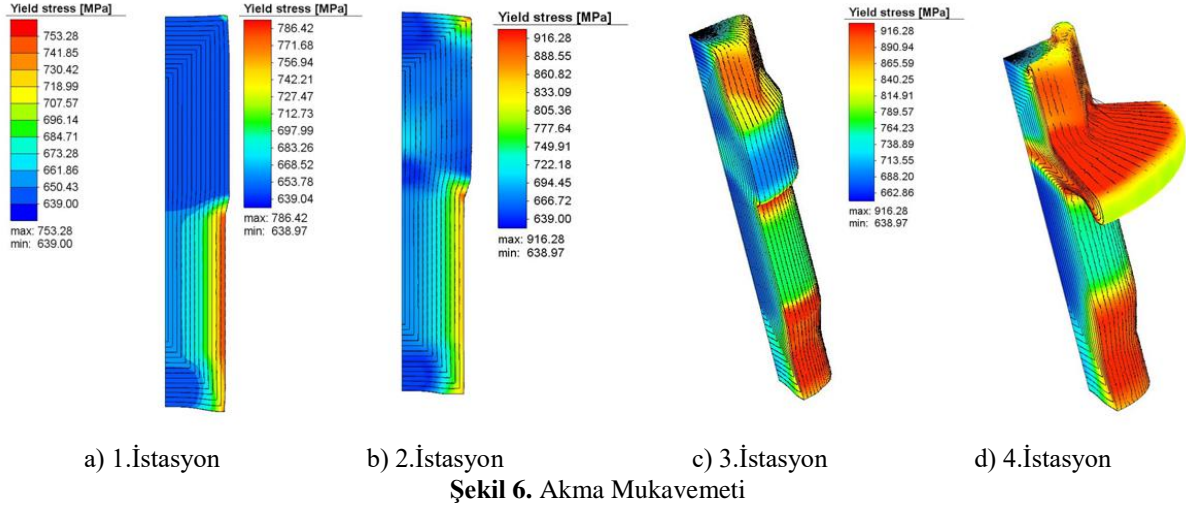 Yield stress [MPa]
753.28
741.85
730.42
718.99
707.57
696.14
684.71
673.28
661.86
650.43
639.00
max: 753.28
min: 639.00
Yield stress [MPa]
786.42
771.68
756.94
742.21
727.47
712.73
697.99
683.26
668.52
653.78
639.04
max: 786.42
min: 638.97
Yield stress [MPa]
916.28
888.55
860.82
833.09
805.36
777.64
749.91
722.18
694.45
666.72
639.00
max: 916.28
min: 638.97
Yield stress [MPa]
916.28
890.94
865.59
840.25
814.91
789.57
764.23
738.89
713.55
688.20
662.86
max: 916.28
min: 638.97
a) 1.İstasyon
b) 2.İstasyon
c) 3.İstasyon
d) 4.İstasyon
Şekil 6. Akma Mukavemeti